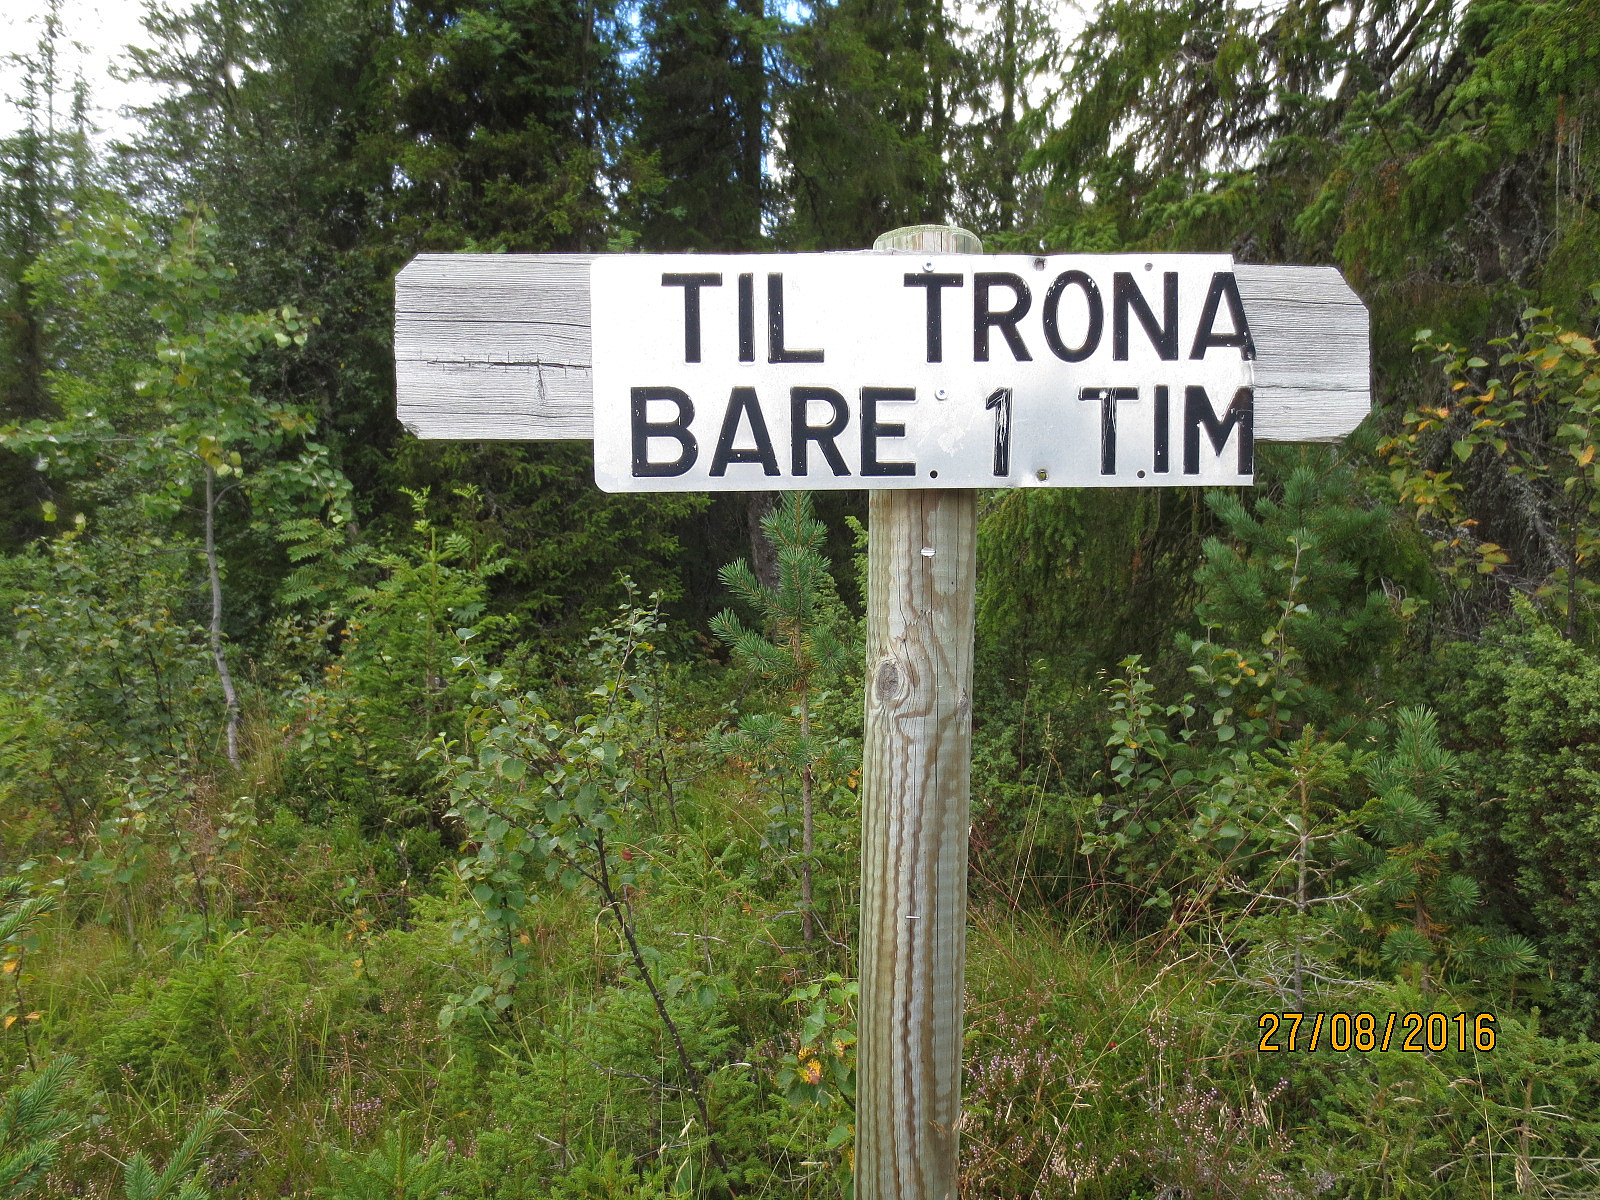 TIL TRONA
BARE 1 TIM
27/08/2016